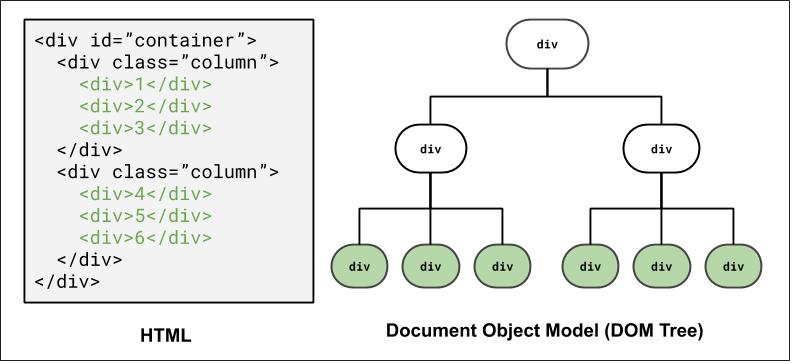 <div id=”container”>
  <div class=”column”>
    <div>1</div>
    <div>2</div>
    <div>3</div>
  </div>
  <div class=”column”>
    <div>4</div>
    <div>5</div>
    <div>6</div>
  </div>
</div>
HTML
div
div
div
div
div
div
div
div
div
Document Object Model (DOM Tree)